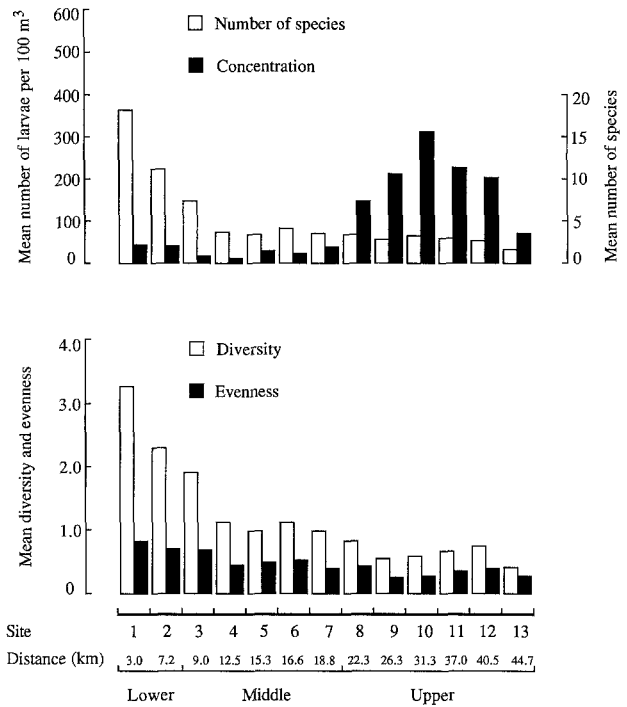 Mean number of larvae per 100 m³
600
500
400
300
200
100
0
Number of species
Concentration
20
15
10
5
0
Mean number of species
Mean diversity and evenness
4.0
3.0
2.0
1.0
0
Diversity
Evenness
Site 1 2 3 4 5 6 7 8 9 10 11 12 13
Distance (km) 3.0 7.2 9.0 12.5 15.3 16.6 18.8 22.3 26.3 31.3 37.0 40.5 44.7
Lower Middle Upper